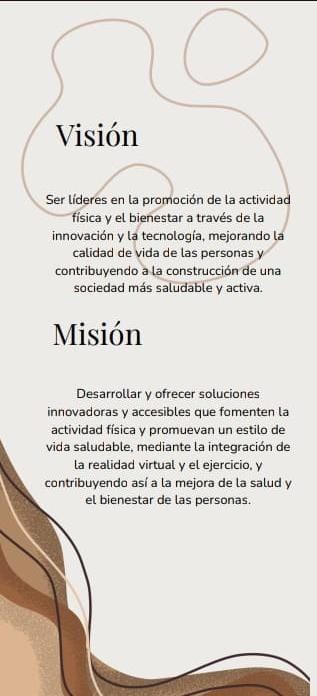 Visión
Ser líderes en la promoción de la actividad
física y el bienestar a través de la
innovación y la tecnología, mejorando la
calidad de vida de las personas y
contribuyendo a la construcción de una
sociedad más saludable y activa.
Misión
Desarrollar y ofrecer soluciones
innovadoras y accesibles que fomenten la
actividad física y promuevan un estilo de
vida saludable, mediante la integración de
la realidad virtual y el ejercicio, y
contribuyendo así a la mejora de la salud y
el bienestar de las personas.